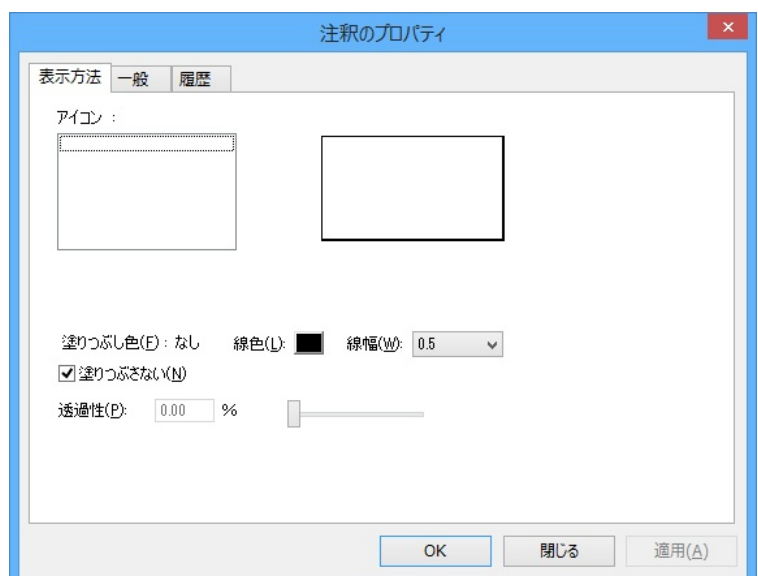 注釈のプロパティ
表示方法 一般 履歴
アイコン :
塗りつぶし色(F) : なし 線色(L): 線幅(W): 0.5
塗りつぶさない(N)
透過性(P): 0.00 %
OK 閉じる 適用(A)